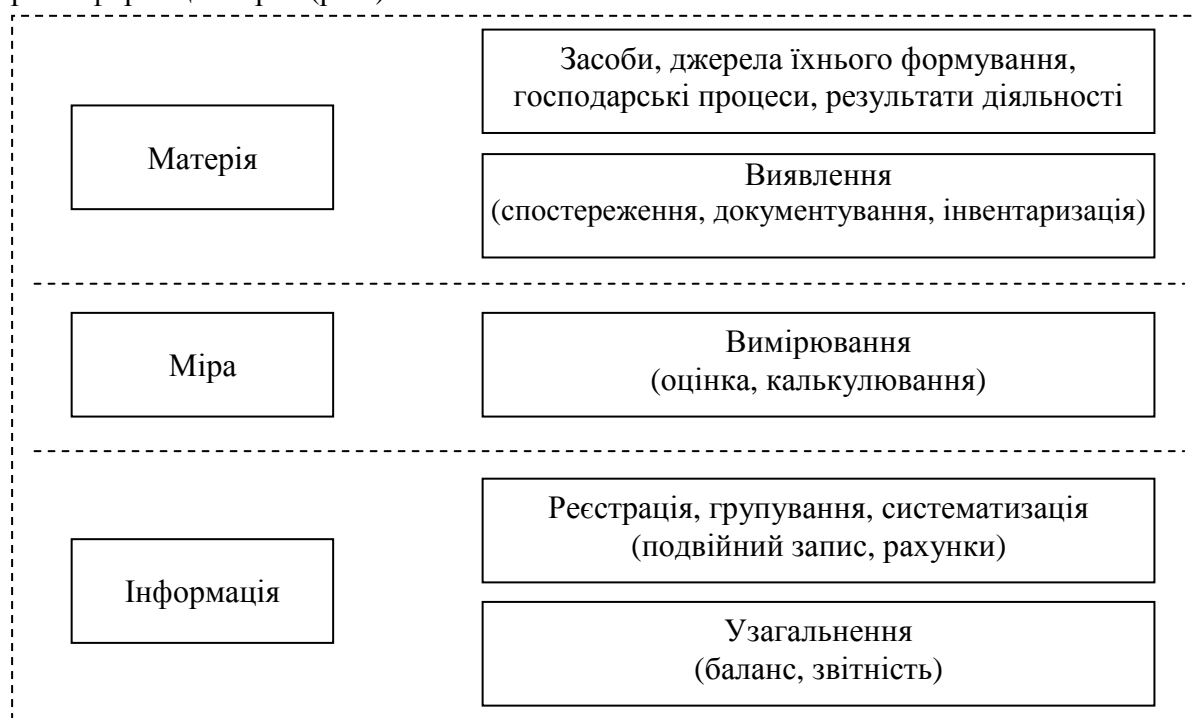 Засоби, джерела їхнього формування,
господарські процеси, результати діяльності
Матерія
Виявлення
(спостереження, документування, інвентаризація)
Міра
Вимірювання
(оцінка, калькулювання)
Реєстрація, групування, систематизація
(подвійний запис, рахунки)
Інформація
Узагальнення
(баланс, звітність)